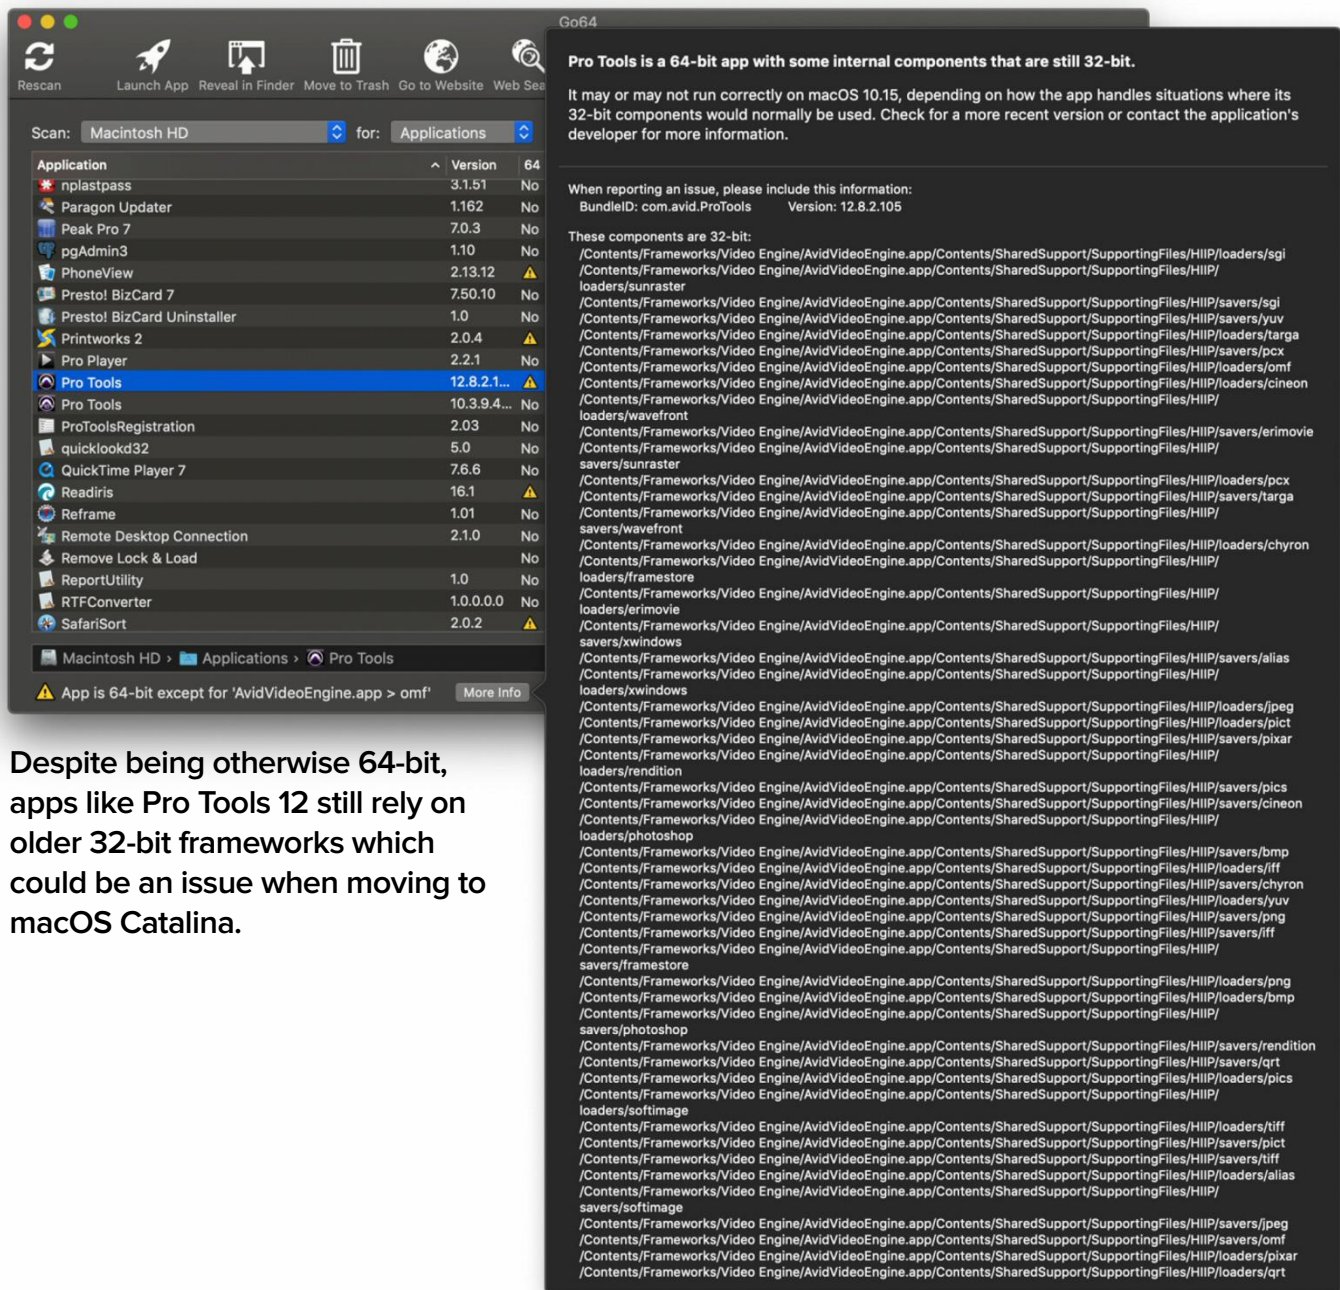 Go64
Rescan
Launch App
Reveal in Finder
Move to Trash
Go to Website
Web Sea
Scan: Macintosh HD for: Applications
Application Version 64
nplastpass 3.1.51 No
Paragon Updater 1.162 No
Peak Pro 7 7.0.3 No
pgAdmin3 1.10 No
PhoneView 2.13.12
Presto! BizCard 7 7.50.10 No
Presto! BizCard Uninstaller 1.0 No
Printworks 2 2.0.4
Pro Player 2.2.1 No
Pro Tools 12.8.2.1...
Pro Tools 10.3.9.4... No
ProToolsRegistration 2.03 No
quicklookd32 5.0 No
QuickTime Player 7 7.6.6 No
Readiris 16.1
Reframe 1.01 No
Remote Desktop Connection 2.1.0 No
Remove Lock & Load No
ReportUtility 1.0 No
RTFConverter 1.0.0.0.0 No
SafariSort 2.0.2
Macintosh HD › Applications › Pro Tools
App is 64-bit except for 'AvidVideoEngine.app > omf' More Info
Despite being otherwise 64-bit,
apps like Pro Tools 12 still rely on
older 32-bit frameworks which
could be an issue when moving to
macOS Catalina.
Pro Tools is a 64-bit app with some internal components that are still 32-bit.
It may or may not run correctly on macOS 10.15, depending on how the app handles situations where its
32-bit components would normally be used. Check for a more recent version or contact the application's
developer for more information.
When reporting an issue, please include this information:
BundleID: com.avid.ProTools Version: 12.8.2.105
These components are 32-bit:
/Contents/Frameworks/Video Engine/AvidVideoEngine.app/Contents/SharedSupport/SupportingFiles/HIIP/loaders/sgi
/Contents/Frameworks/Video Engine/AvidVideoEngine.app/Contents/SharedSupport/SupportingFiles/HIIP/
loaders/sunraster
/Contents/Frameworks/Video Engine/AvidVideoEngine.app/Contents/SharedSupport/SupportingFiles/HIIP/savers/sgi
/Contents/Frameworks/Video Engine/AvidVideoEngine.app/Contents/SharedSupport/SupportingFiles/HIIP/savers/yuv
/Contents/Frameworks/Video Engine/AvidVideoEngine.app/Contents/SharedSupport/SupportingFiles/HIIP/loaders/targa
/Contents/Frameworks/Video Engine/AvidVideoEngine.app/Contents/SharedSupport/SupportingFiles/HIIP/savers/pcx
/Contents/Frameworks/Video Engine/AvidVideoEngine.app/Contents/SharedSupport/SupportingFiles/HIIP/loaders/omf
/Contents/Frameworks/Video Engine/AvidVideoEngine.app/Contents/SharedSupport/SupportingFiles/HIIP/loaders/cineon
/Contents/Frameworks/Video Engine/AvidVideoEngine.app/Contents/SharedSupport/SupportingFiles/HIIP/
loaders/wavefront
/Contents/Frameworks/Video Engine/AvidVideoEngine.app/Contents/SharedSupport/SupportingFiles/HIIP/savers/erimovie
/Contents/Frameworks/Video Engine/AvidVideoEngine.app/Contents/SharedSupport/SupportingFiles/HIIP/
savers/sunraster
/Contents/Frameworks/Video Engine/AvidVideoEngine.app/Contents/SharedSupport/SupportingFiles/HIIP/loaders/pcx
/Contents/Frameworks/Video Engine/AvidVideoEngine.app/Contents/SharedSupport/SupportingFiles/HIIP/savers/targa
/Contents/Frameworks/Video Engine/AvidVideoEngine.app/Contents/SharedSupport/SupportingFiles/HIIP/
savers/wavefront
/Contents/Frameworks/Video Engine/AvidVideoEngine.app/Contents/SharedSupport/SupportingFiles/HIIP/loaders/chyron
/Contents/Frameworks/Video Engine/AvidVideoEngine.app/Contents/SharedSupport/SupportingFiles/HIIP/
loaders/framestore
/Contents/Frameworks/Video Engine/AvidVideoEngine.app/Contents/SharedSupport/SupportingFiles/HIIP/
loaders/erimovie
/Contents/Frameworks/Video Engine/AvidVideoEngine.app/Contents/SharedSupport/SupportingFiles/HIIP/
savers/xwindows
/Contents/Frameworks/Video Engine/AvidVideoEngine.app/Contents/SharedSupport/SupportingFiles/HIIP/savers/alias
/Contents/Frameworks/Video Engine/AvidVideoEngine.app/Contents/SharedSupport/SupportingFiles/HIIP/
loaders/xwindows
/Contents/Frameworks/Video Engine/AvidVideoEngine.app/Contents/SharedSupport/SupportingFiles/HIIP/loaders/jpeg
/Contents/Frameworks/Video Engine/AvidVideoEngine.app/Contents/SharedSupport/SupportingFiles/HIIP/loaders/pict
/Contents/Frameworks/Video Engine/AvidVideoEngine.app/Contents/SharedSupport/SupportingFiles/HIIP/savers/pixar
/Contents/Frameworks/Video Engine/AvidVideoEngine.app/Contents/SharedSupport/SupportingFiles/HIIP/
loaders/rendition
/Contents/Frameworks/Video Engine/AvidVideoEngine.app/Contents/SharedSupport/SupportingFiles/HIIP/savers/pics
/Contents/Frameworks/Video Engine/AvidVideoEngine.app/Contents/SharedSupport/SupportingFiles/HIIP/savers/cineon
/Contents/Frameworks/Video Engine/AvidVideoEngine.app/Contents/SharedSupport/SupportingFiles/HIIP/
loaders/photoshop
/Contents/Frameworks/Video Engine/AvidVideoEngine.app/Contents/SharedSupport/SupportingFiles/HIIP/savers/bmp
/Contents/Frameworks/Video Engine/AvidVideoEngine.app/Contents/SharedSupport/SupportingFiles/HIIP/loaders/iff
/Contents/Frameworks/Video Engine/AvidVideoEngine.app/Contents/SharedSupport/SupportingFiles/HIIP/savers/chyron
/Contents/Frameworks/Video Engine/AvidVideoEngine.app/Contents/SharedSupport/SupportingFiles/HIIP/loaders/yuv
/Contents/Frameworks/Video Engine/AvidVideoEngine.app/Contents/SharedSupport/SupportingFiles/HIIP/savers/png
/Contents/Frameworks/Video Engine/AvidVideoEngine.app/Contents/SharedSupport/SupportingFiles/HIIP/savers/iff
/Contents/Frameworks/Video Engine/AvidVideoEngine.app/Contents/SharedSupport/SupportingFiles/HIIP/
savers/framestore
/Contents/Frameworks/Video Engine/AvidVideoEngine.app/Contents/SharedSupport/SupportingFiles/HIIP/loaders/png
/Contents/Frameworks/Video Engine/AvidVideoEngine.app/Contents/SharedSupport/SupportingFiles/HIIP/loaders/bmp
/Contents/Frameworks/Video Engine/AvidVideoEngine.app/Contents/SharedSupport/SupportingFiles/HIIP/
savers/photoshop
/Contents/Frameworks/Video Engine/AvidVideoEngine.app/Contents/SharedSupport/SupportingFiles/HIIP/savers/rendition
/Contents/Frameworks/Video Engine/AvidVideoEngine.app/Contents/SharedSupport/SupportingFiles/HIIP/savers/qrt
/Contents/Frameworks/Video Engine/AvidVideoEngine.app/Contents/SharedSupport/SupportingFiles/HIIP/loaders/pics
/Contents/Frameworks/Video Engine/AvidVideoEngine.app/Contents/SharedSupport/SupportingFiles/HIIP/
loaders/softimage
/Contents/Frameworks/Video Engine/AvidVideoEngine.app/Contents/SharedSupport/SupportingFiles/HIIP/loaders/tiff
/Contents/Frameworks/Video Engine/AvidVideoEngine.app/Contents/SharedSupport/SupportingFiles/HIIP/savers/pict
/Contents/Frameworks/Video Engine/AvidVideoEngine.app/Contents/SharedSupport/SupportingFiles/HIIP/savers/tiff
/Contents/Frameworks/Video Engine/AvidVideoEngine.app/Contents/SharedSupport/SupportingFiles/HIIP/loaders/alias
/Contents/Frameworks/Video Engine/AvidVideoEngine.app/Contents/SharedSupport/SupportingFiles/HIIP/
savers/softimage
/Contents/Frameworks/Video Engine/AvidVideoEngine.app/Contents/SharedSupport/SupportingFiles/HIIP/savers/jpeg
/Contents/Frameworks/Video Engine/AvidVideoEngine.app/Contents/SharedSupport/SupportingFiles/HIIP/savers/omf
/Contents/Frameworks/Video Engine/AvidVideoEngine.app/Contents/SharedSupport/SupportingFiles/HIIP/loaders/pixar
/Contents/Frameworks/Video Engine/AvidVideoEngine.app/Contents/SharedSupport/SupportingFiles/HIIP/loaders/qrt